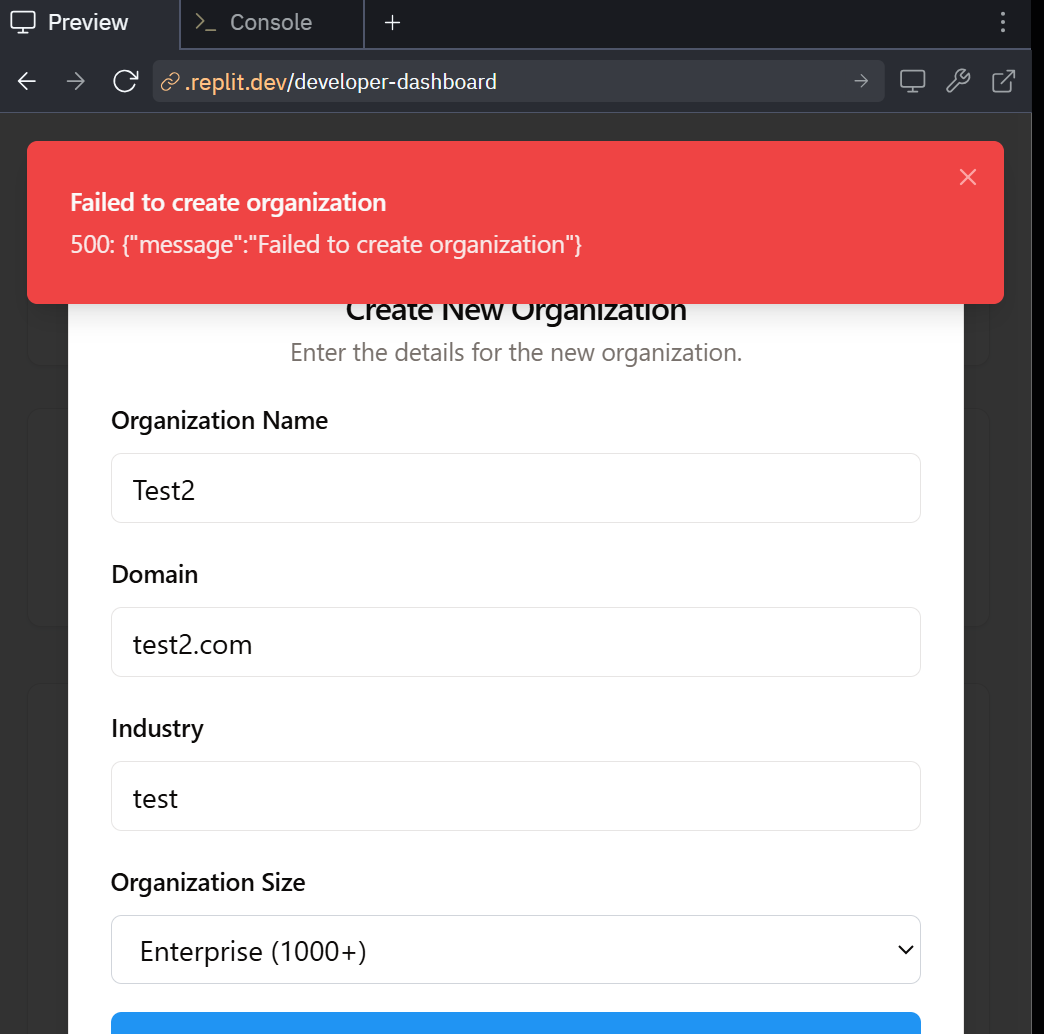 Preview
>_ Console
+
.replit.dev/developer-dashboard
Failed to create organization
500: {"message":"Failed to create organization"}
Create New Organization
Enter the details for the new organization.
Organization Name
Test2
Domain
test2.com
Industry
test
Organization Size
Enterprise (1000+)